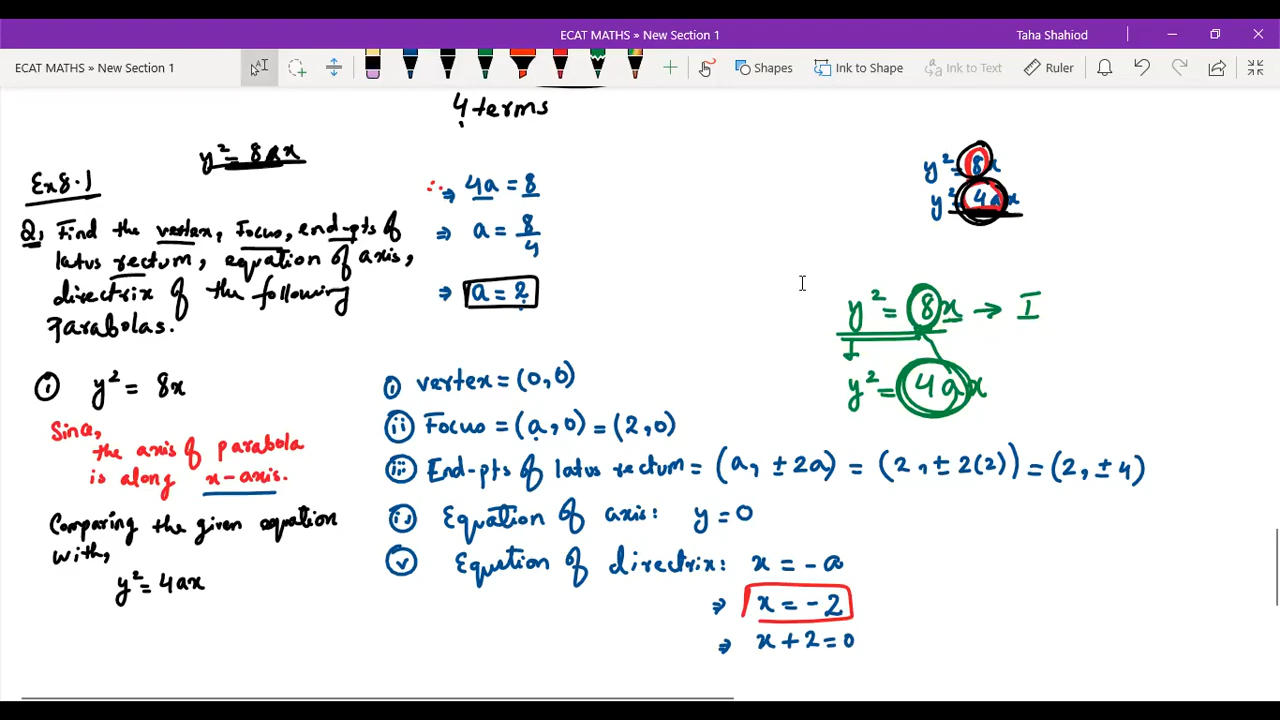 ECAT MATHS » New Section 1
Taha Shahiod
ECAT MATHS » New Section 1
Shapes
Ink to Shape
Ink to Text
Ruler
4 terms
y² = 8ax
Ex 8.1
Q, Find the vertex, Focus, end-pts of
latus rectum, equation of axis,
directrix of the following
Parabolas.
∴ ⇒ 4a = 8
⇒ a = 8/4
⇒ a = 2
y² = 8x
y² = 4ax
y² = 8x → I
y² = 4ax
(i) y² = 8x
Since,
the axis of parabola
is along x-axis.
Comparing the given equation
with,
y² = 4ax
(i) vertex = (0,0)
(ii) Focus = (a,0) = (2,0)
(iii) End-pts of latus rectum = (a, ±2a) = (2, ±2(2)) = (2, ±4)
(iv) Equation of axis: y = 0
(v) Equation of directrix: x = -a
⇒ x = -2
⇒ x + 2 = 0